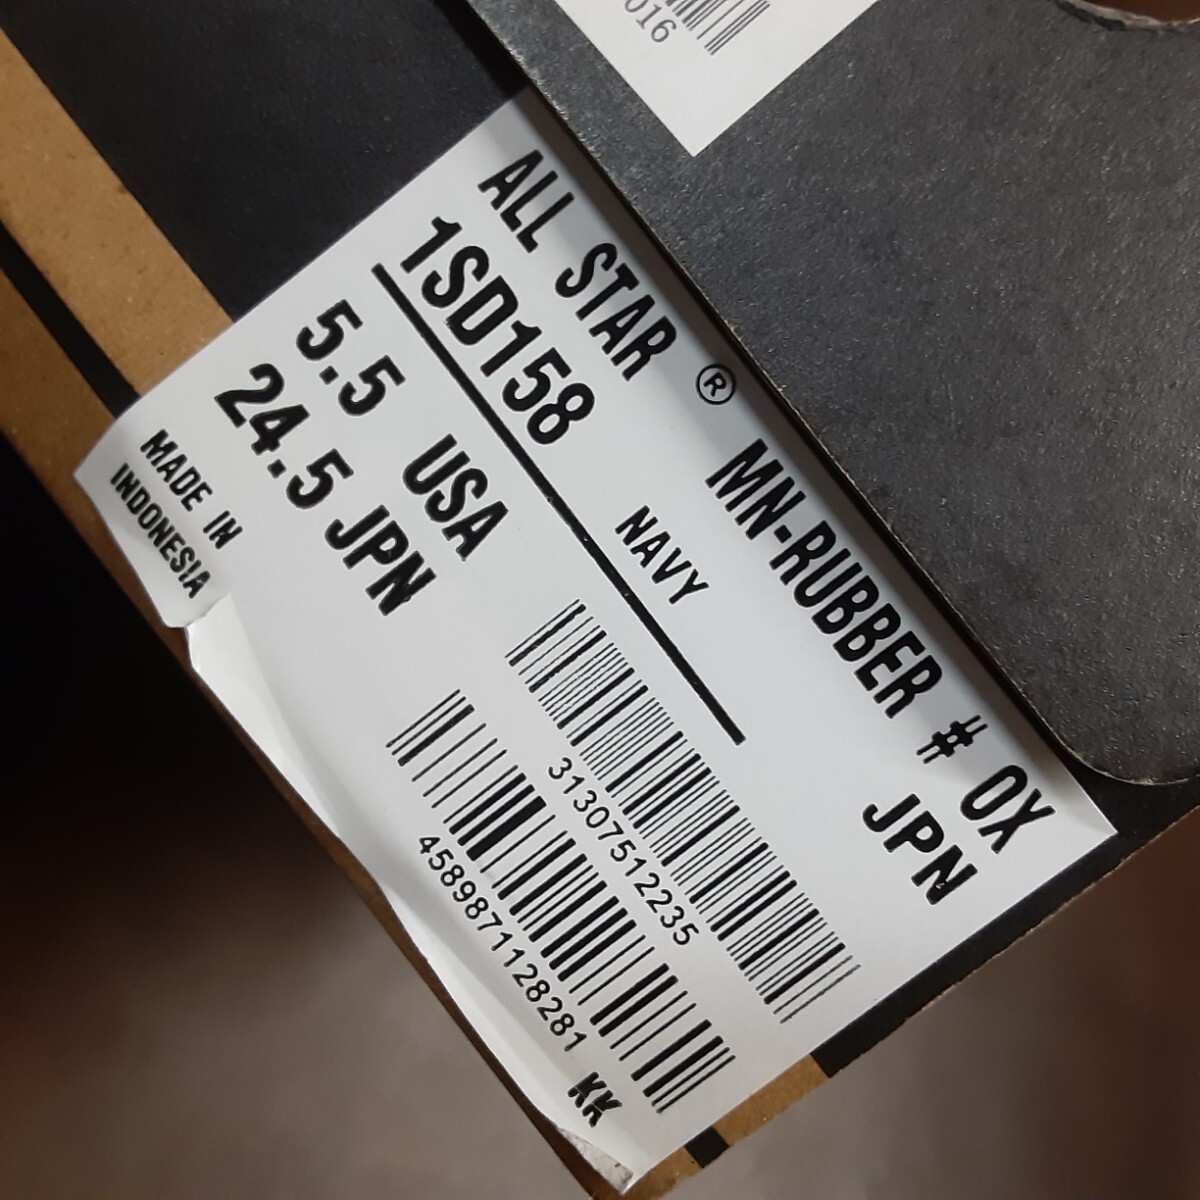 016
ALL STAR ® MN-RUBBER # OX
1SD158 NAVY JPN
5.5 USA
24.5 JPN
MADE IN
INDONESIA
31307512235
4589871128281
KK